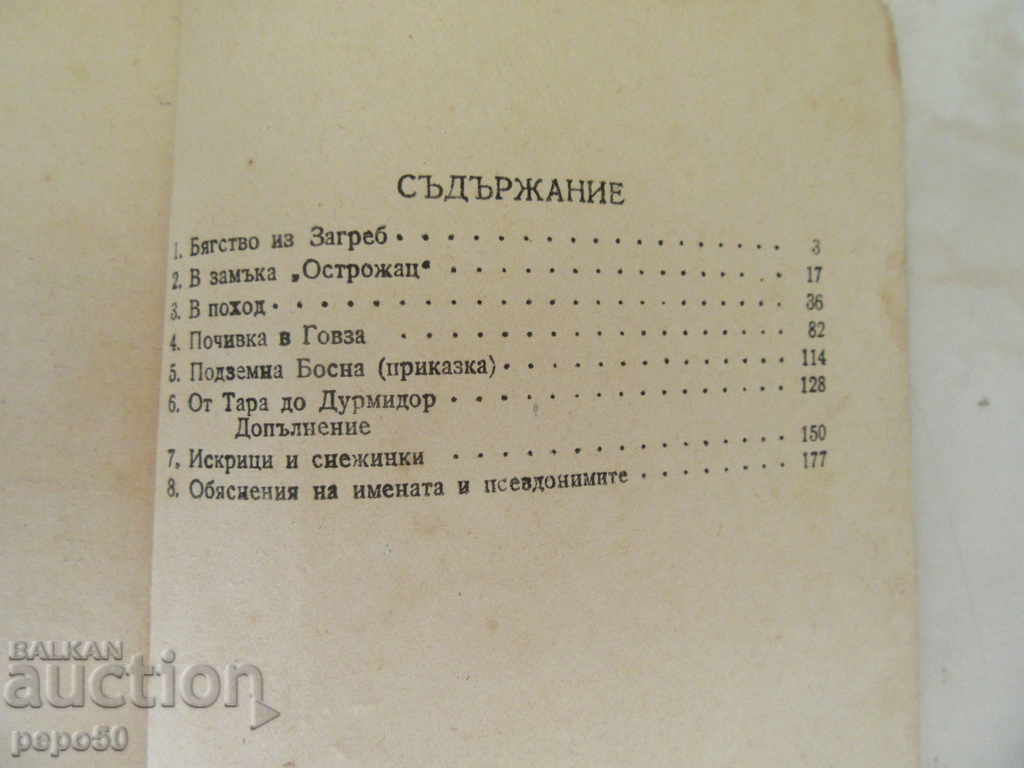 СЪДЪРЖАНИЕ
1. Бягство из Загреб 3
2. В замъка „Острожац“ 17
3. В поход 36
4. Почивка в Говза 82
5. Подземна Босна (приказка) 114
6. От Тара до Дурмидор 128
Допълнение
7. Искрици и снежинки 150
8. Обяснения на имената и псевдонимите 177
BALKAN
auction
pepo50